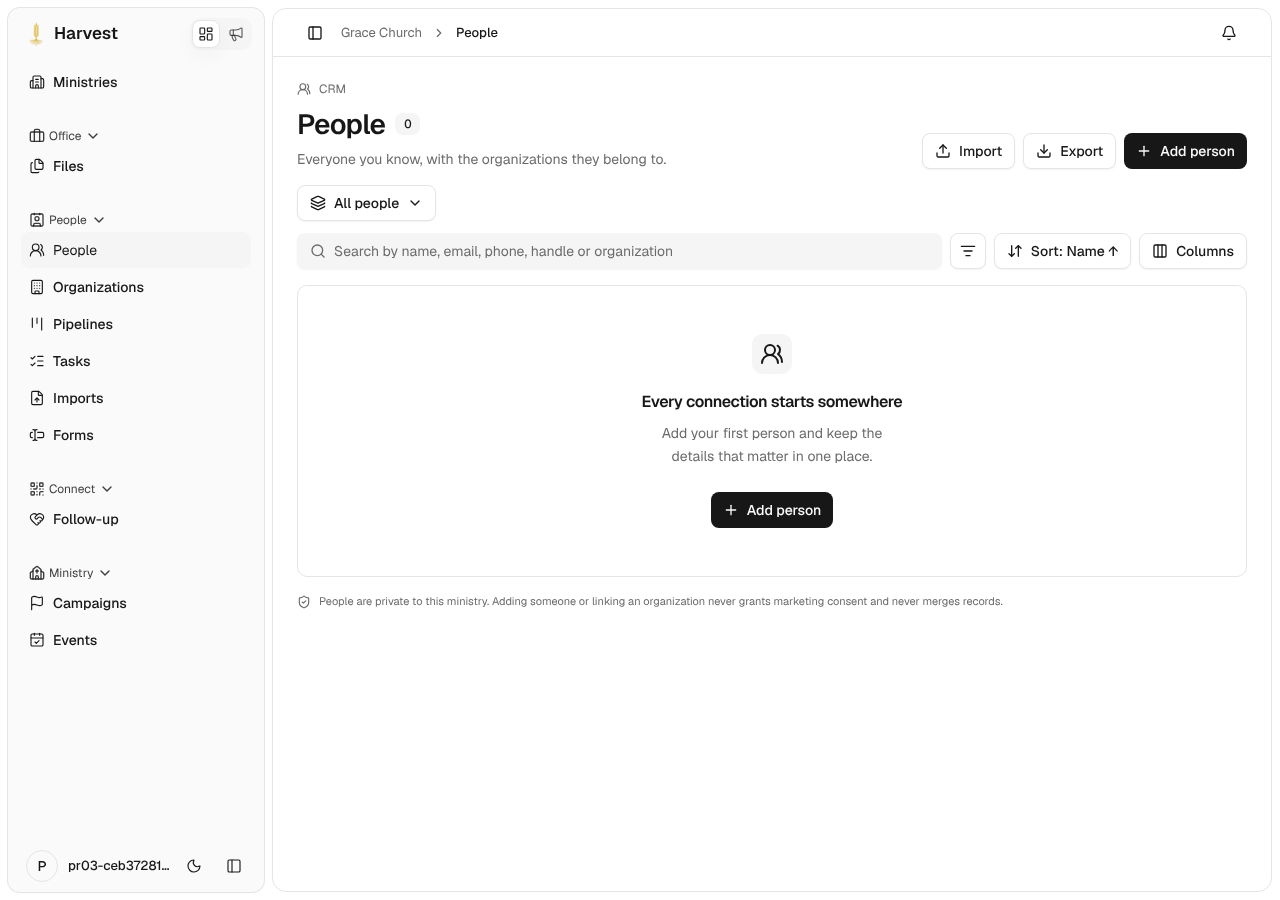 Harvest
Ministries
Office
Files
People
People
Organizations
Pipelines
Tasks
Imports
Forms
Connect
Follow-up
Ministry
Campaigns
Events
P
pr03-ceb37281...
Grace Church
People
CRM
People 0
Everyone you know, with the organizations they belong to.
Import
Export
Add person
All people
Search by name, email, phone, handle or organization
Sort: Name ↑
Columns
Every connection starts somewhere
Add your first person and keep the
details that matter in one place.
Add person
People are private to this ministry. Adding someone or linking an organization never grants marketing consent and never merges records.